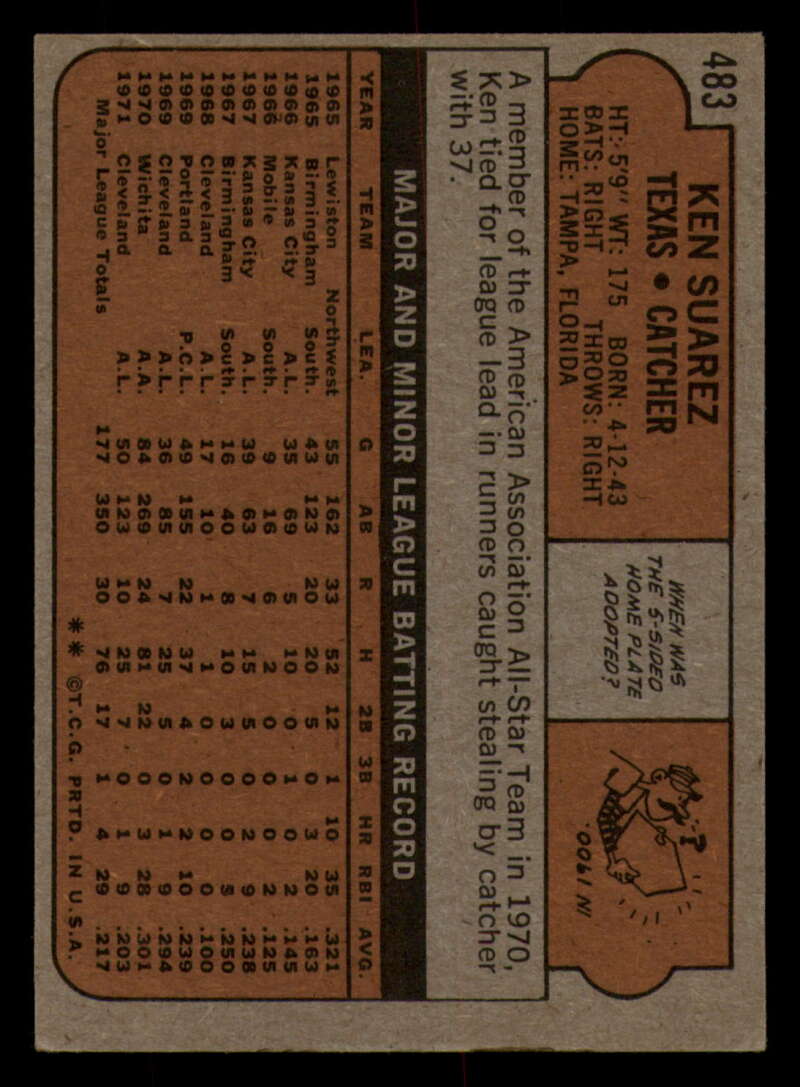 483
KEN SUAREZ
TEXAS • CATCHER
HT: 5'9" WT: 175 BORN: 4-12-43
BATS: RIGHT THROWS: RIGHT
HOME: TAMPA, FLORIDA
WHEN WAS
THE 5-SIDED
HOME PLATE
ADOPTED?
?
IN 1900.
A member of the American Association All-Star Team in 1970,
Ken tied for league lead in runners caught stealing by catcher
with 37.
MAJOR AND MINOR LEAGUE BATTING RECORD
YEAR TEAM LEA. G AB R H 2B 3B HR RBI AVG.
1965 Lewiston Northwest 55 162 33 52 12 1 10 35 .321
1965 Birmingham South. 43 123 20 20 5 0 3 20 .163
1966 Kansas City A.L. 35 69 5 10 0 1 0 2 .145
1966 Mobile South. 9 16 6 2 0 0 0 2 .125
1967 Kansas City A.L. 39 63 7 15 5 0 2 9 .238
1967 Birmingham South. 16 40 8 10 3 0 0 5 .250
1968 Cleveland A.L. 17 10 1 1 0 0 0 0 .100
1969 Portland P.C.L. 49 155 22 37 4 2 2 10 .239
1969 Cleveland A.L. 36 85 7 25 5 0 1 9 .294
1970 Wichita A.A. 84 269 24 81 22 0 3 28 .301
1971 Cleveland A.L. 50 123 10 25 7 0 1 9 .203
Major League Totals 177 350 30 76 17 1 4 29 .217
** ©T.C.G. PRTD. IN U.S.A.